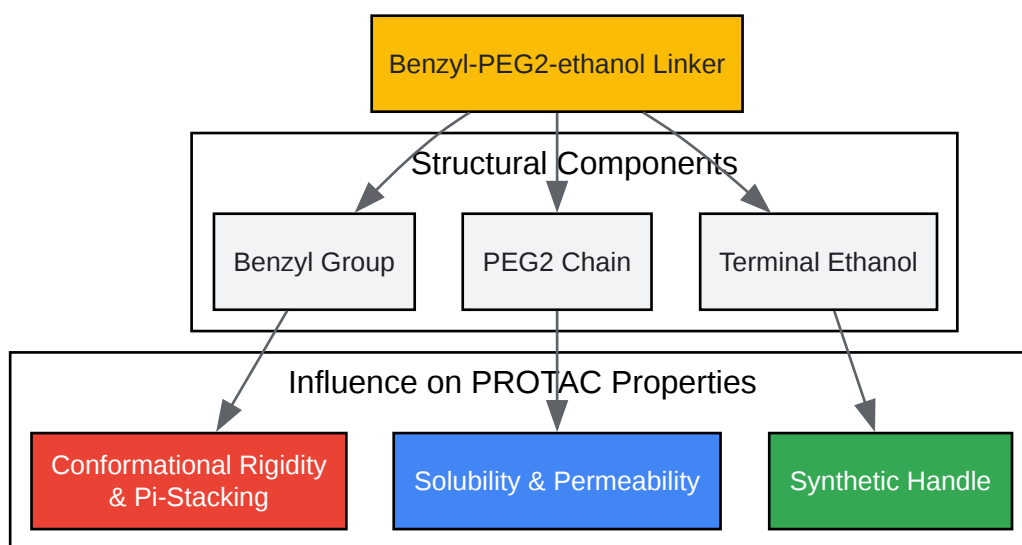 Benzyl-PEG2-ethanol Linker
Structural Components
Benzyl Group
PEG2 Chain
Terminal Ethanol
Influence on PROTAC Properties
Conformational Rigidity
& Pi-Stacking
Solubility & Permeability
Synthetic Handle